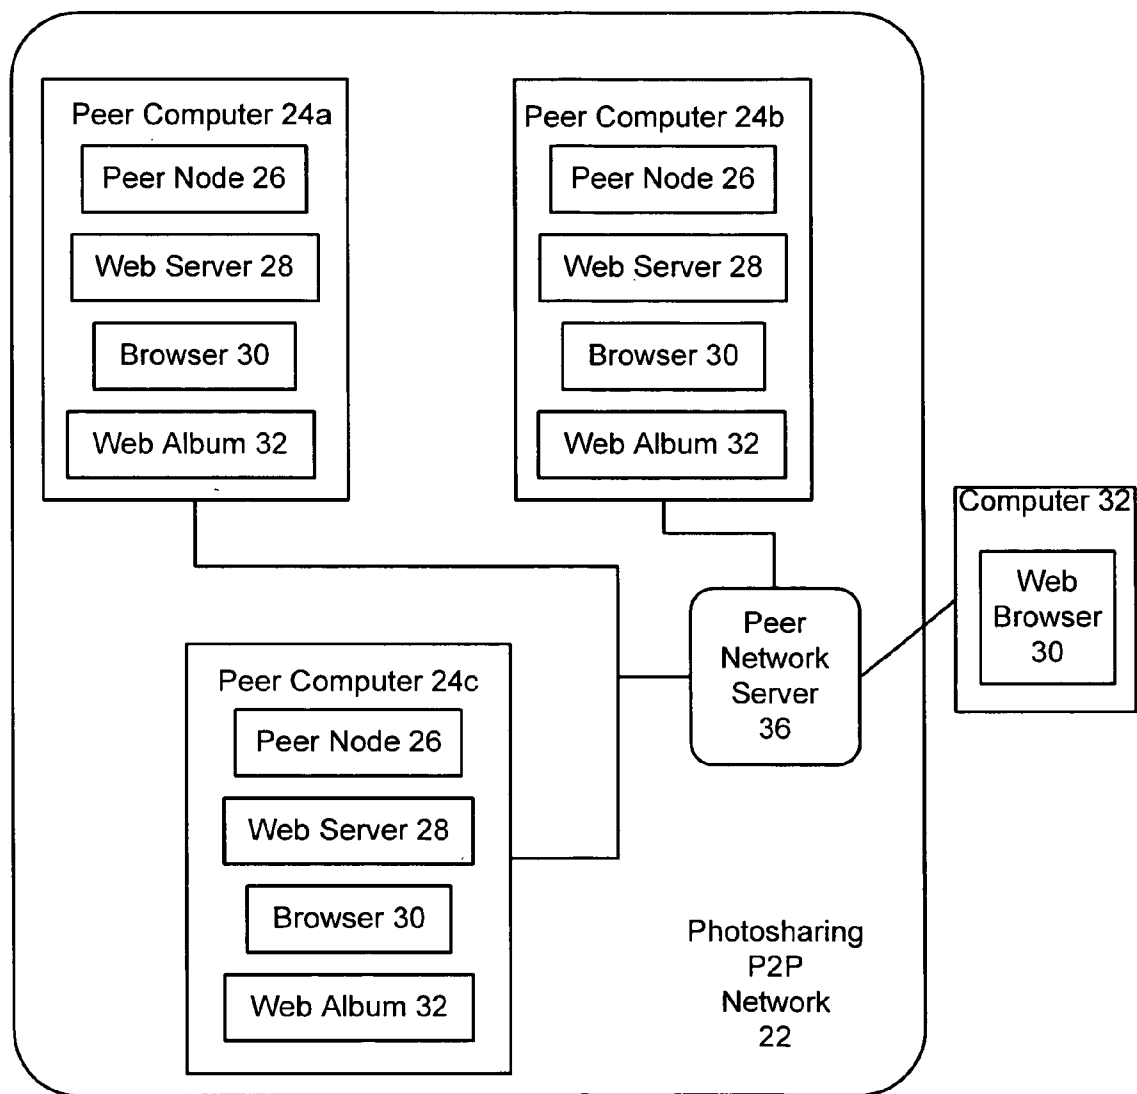 Peer Computer 24a
Peer Node 26
Web Server 28
Browser 30
Web Album 32
Peer Computer 24b
Peer Node 26
Web Server 28
Browser 30
Web Album 32
Computer 32
Web
Browser
30
Peer
Network
Server
36
Peer Computer 24c
Peer Node 26
Web Server 28
Browser 30
Web Album 32
Photosharing
P2P
Network
22